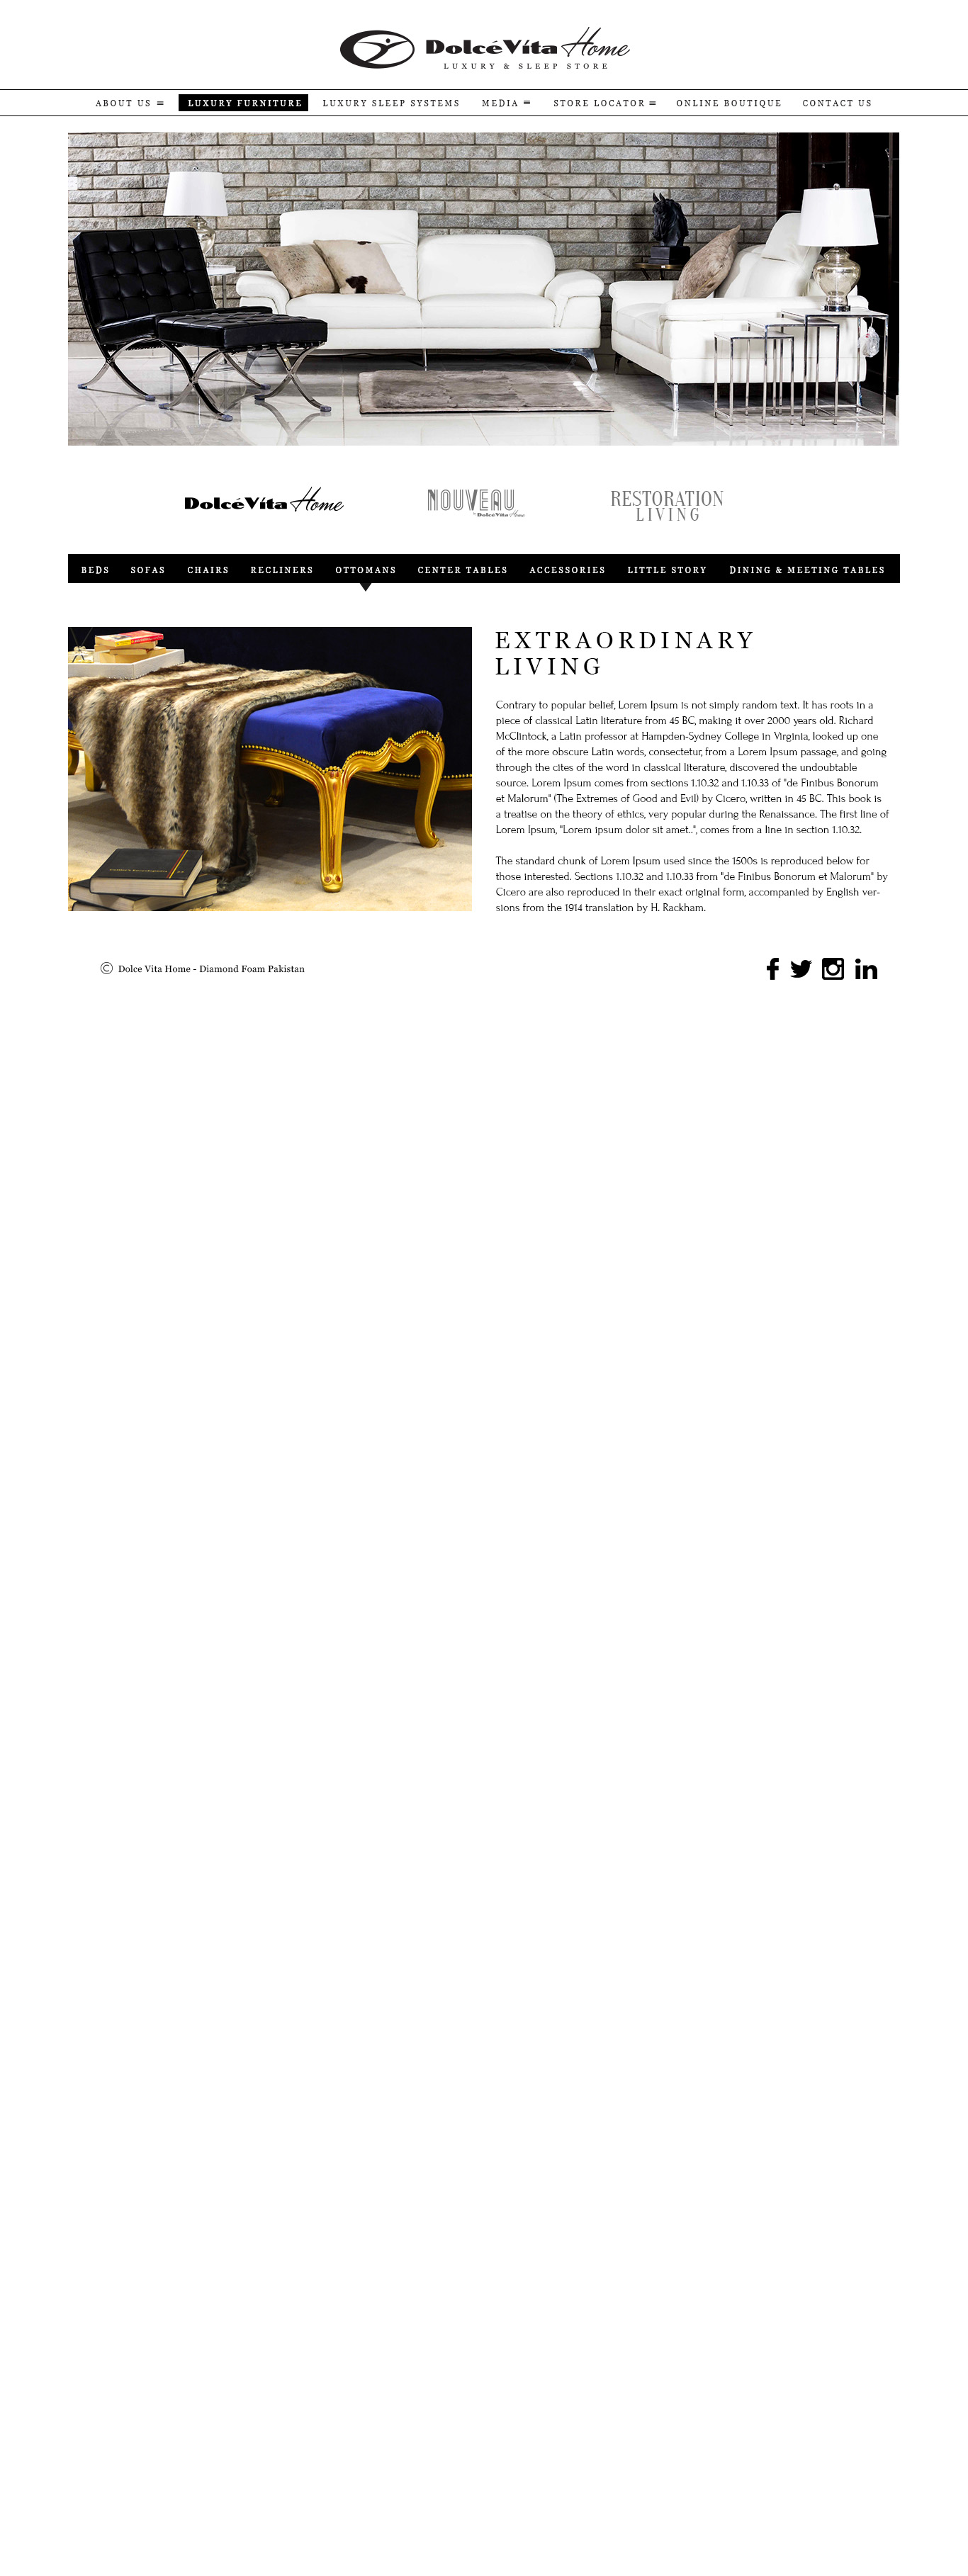 DolcéVíta Home
LUXURY & SLEEP STORE
ABOUT US LUXURY FURNITURE LUXURY SLEEP SYSTEMS MEDIA STORE LOCATOR ONLINE BOUTIQUE CONTACT US
DolcéVíta Home
NOUVEAU
by DolcéVíta Home
RESTORATION
LIVING
BEDS SOFAS CHAIRS RECLINERS OTTOMANS CENTER TABLES ACCESSORIES LITTLE STORY DINING & MEETING TABLES
EXTRAORDINARY
LIVING
Contrary to popular belief, Lorem Ipsum is not simply random text. It has roots in a
piece of classical Latin literature from 45 BC, making it over 2000 years old. Richard
McClintock, a Latin professor at Hampden-Sydney College in Virginia, looked up one
of the more obscure Latin words, consectetur, from a Lorem Ipsum passage, and going
through the cites of the word in classical literature, discovered the undoubtable
source. Lorem Ipsum comes from sections 1.10.32 and 1.10.33 of "de Finibus Bonorum
et Malorum" (The Extremes of Good and Evil) by Cicero, written in 45 BC. This book is
a treatise on the theory of ethics, very popular during the Renaissance. The first line of
Lorem Ipsum, "Lorem ipsum dolor sit amet..", comes from a line in section 1.10.32.
The standard chunk of Lorem Ipsum used since the 1500s is reproduced below for
those interested. Sections 1.10.32 and 1.10.33 from "de Finibus Bonorum et Malorum" by
Cicero are also reproduced in their exact original form, accompanied by English ver-
sions from the 1914 translation by H. Rackham.
© Dolce Vita Home - Diamond Foam Pakistan